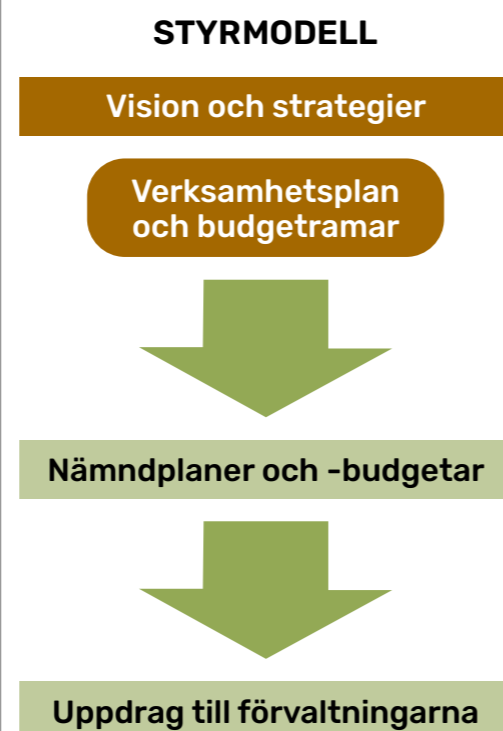 STYRMODELL
Vision och strategier
Verksamhetsplan
och budgetramar
Nämndplaner och -budgetar
Uppdrag till förvaltningarna